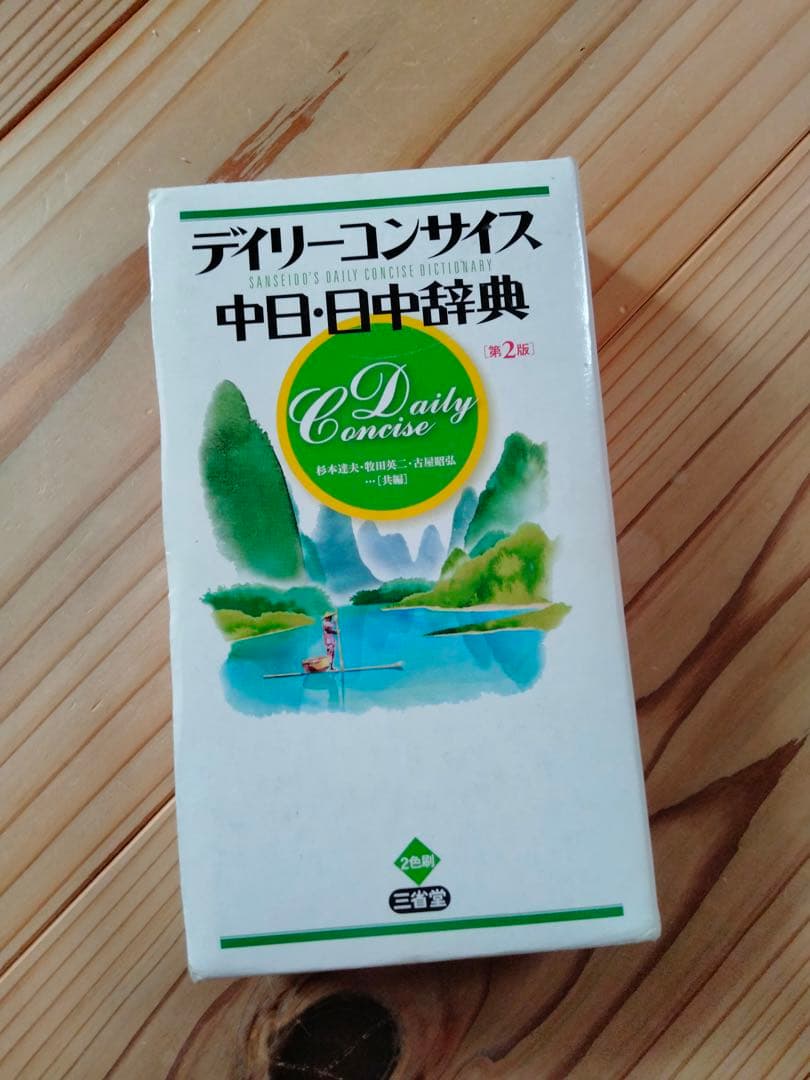 デイリーコンサイス
SANSEIDO'S DAILY CONCISE DICTIONARY
中日・日中辞典
[第2版]
Daily
Concise
杉本達夫・牧田英二・古屋昭弘
…[共編]
2色刷
三省堂